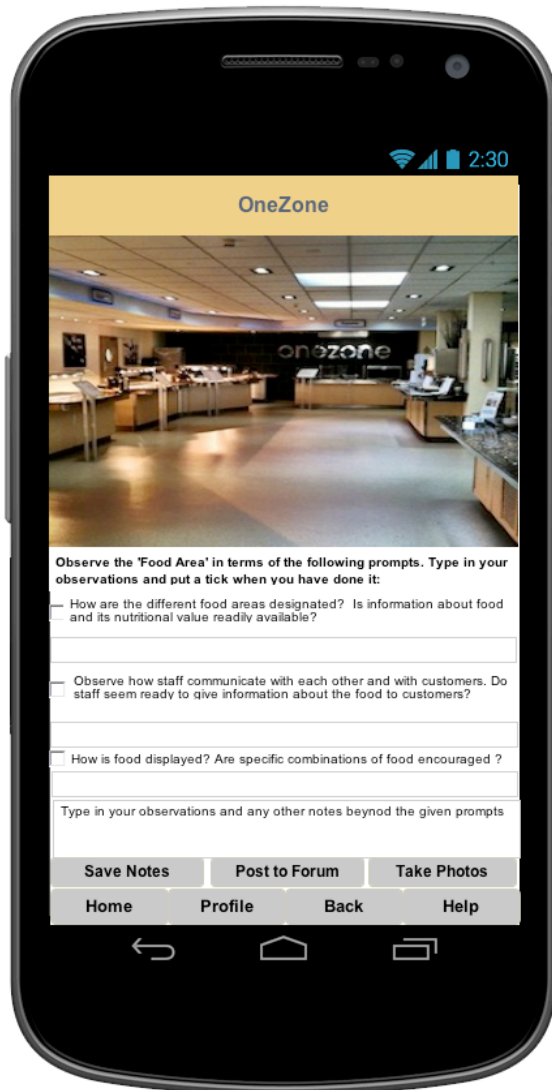 2:30
OneZone
onezone
Observe the 'Food Area' in terms of the following prompts. Type in your
observations and put a tick when you have done it:
How are the different food areas designated?  Is information about food
and its nutritional value readily available?
Observe how staff communicate with each other and with customers. Do
staff seem ready to give information about the food to customers?
How is food displayed? Are specific combinations of food encouraged ?
Type in your observations and any other notes beynod the given prompts
Save Notes Post to Forum Take Photos
Home Profile Back Help